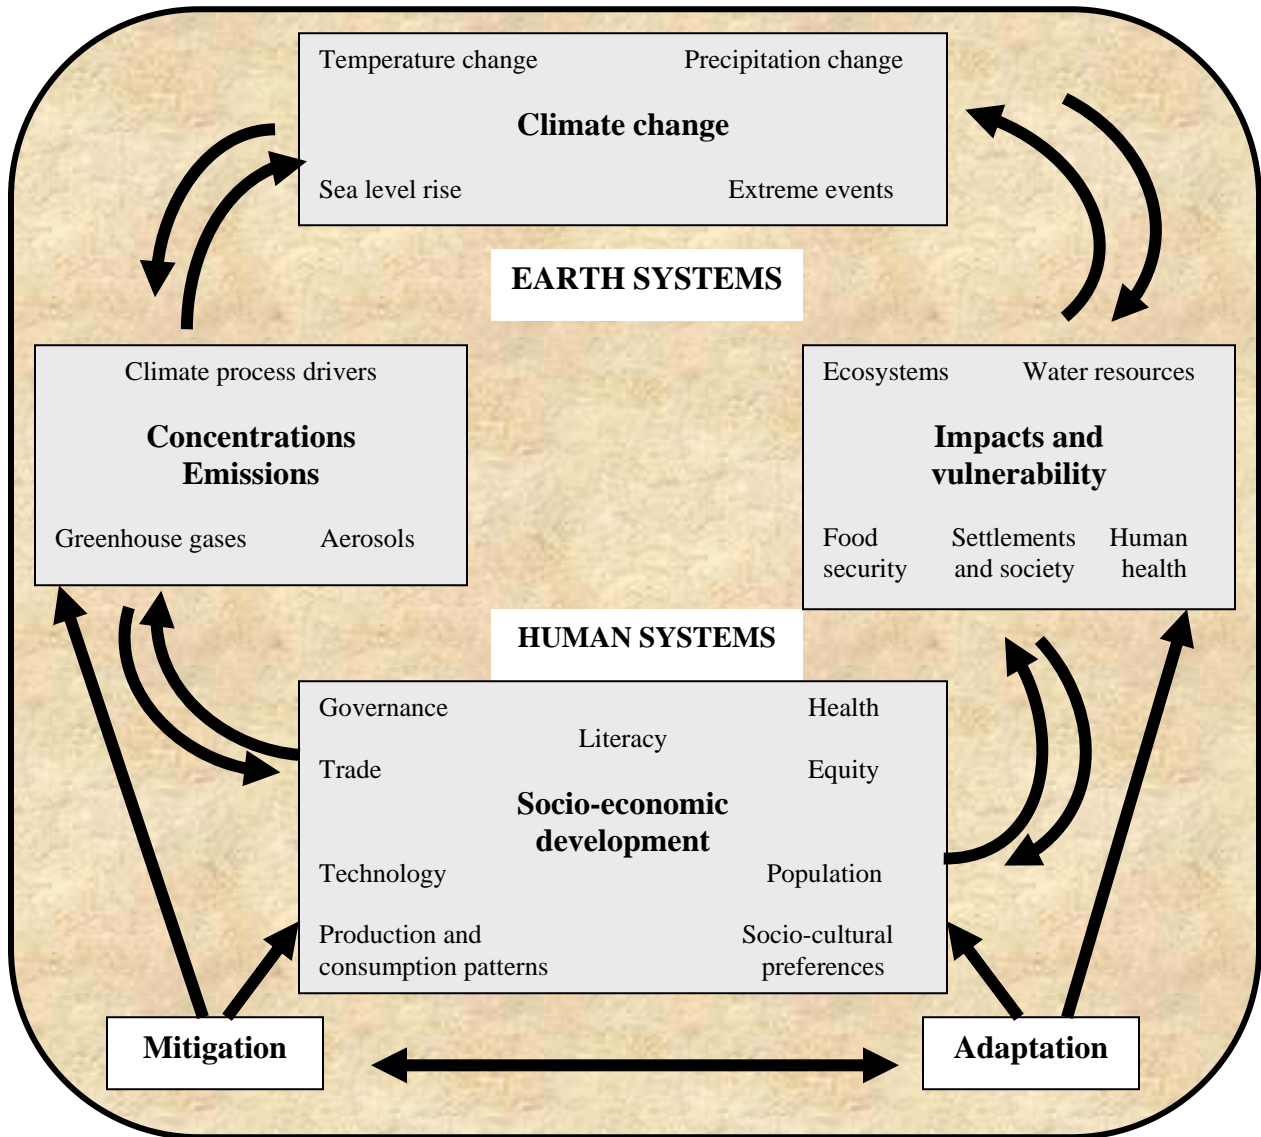 Temperature change Precipitation change
Climate change
Sea level rise Extreme events
EARTH SYSTEMS
Climate process drivers
Concentrations
Emissions
Greenhouse gases Aerosols
Ecosystems Water resources
Impacts and
vulnerability
Food Settlements Human
security and society health
HUMAN SYSTEMS
Governance Health
Literacy
Trade Equity
Socio-economic
development
Technology Population
Production and Socio-cultural
consumption patterns preferences
Mitigation Adaptation